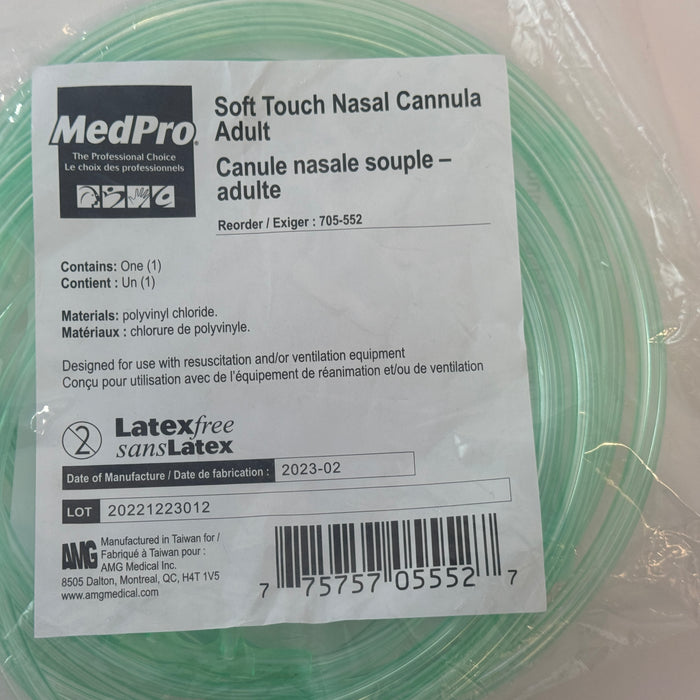 MedPro®
The Professional Choice
Le choix des professionnels
Soft Touch Nasal Cannula
Adult
Canule nasale souple –
adulte
Reorder / Exiger : 705-552
Contains: One (1)
Contient : Un (1)
Materials: polyvinyl chloride.
Matériaux : chlorure de polyvinyle.
Designed for use with resuscitation and/or ventilation equipment
Conçu pour utilisation avec de l'équipement de réanimation et/ou de ventilation
2
Latexfree
sansLatex
Date of Manufacture / Date de fabrication : 2023-02
LOT 20221223012
AMG
Manufactured in Taiwan for /
Fabriqué à Taiwan pour :
AMG Medical Inc.
8505 Dalton, Montreal, QC, H4T 1V5
www.amgmedical.com
7 75757 05552 7